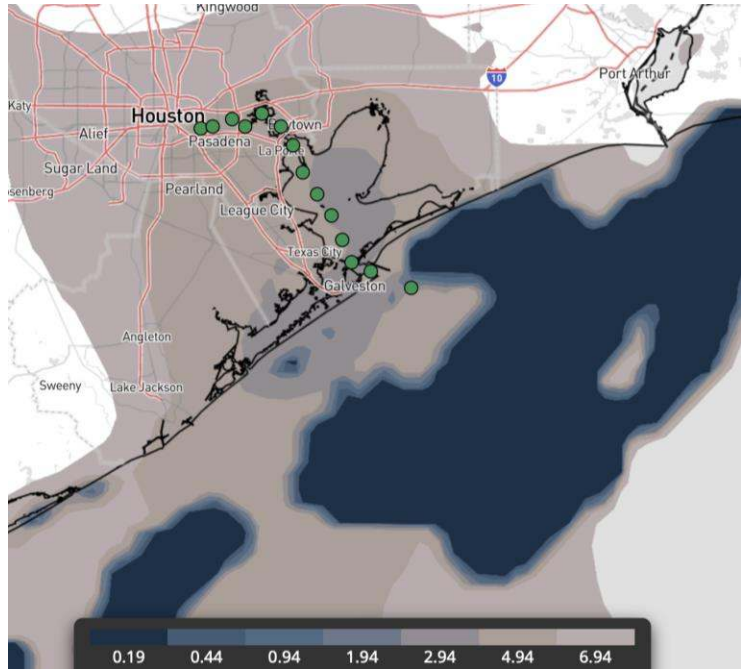 Kingwood
10
Port Arthur
Katy
Houston
Baytown
Alief
Pasadena
La Porte
Sugar Land
Rosenberg
Pearland
League City
Texas City
Galveston
Angleton
Sweeny
Lake Jackson
0.19 0.44 0.94 1.94 2.94 4.94 6.94